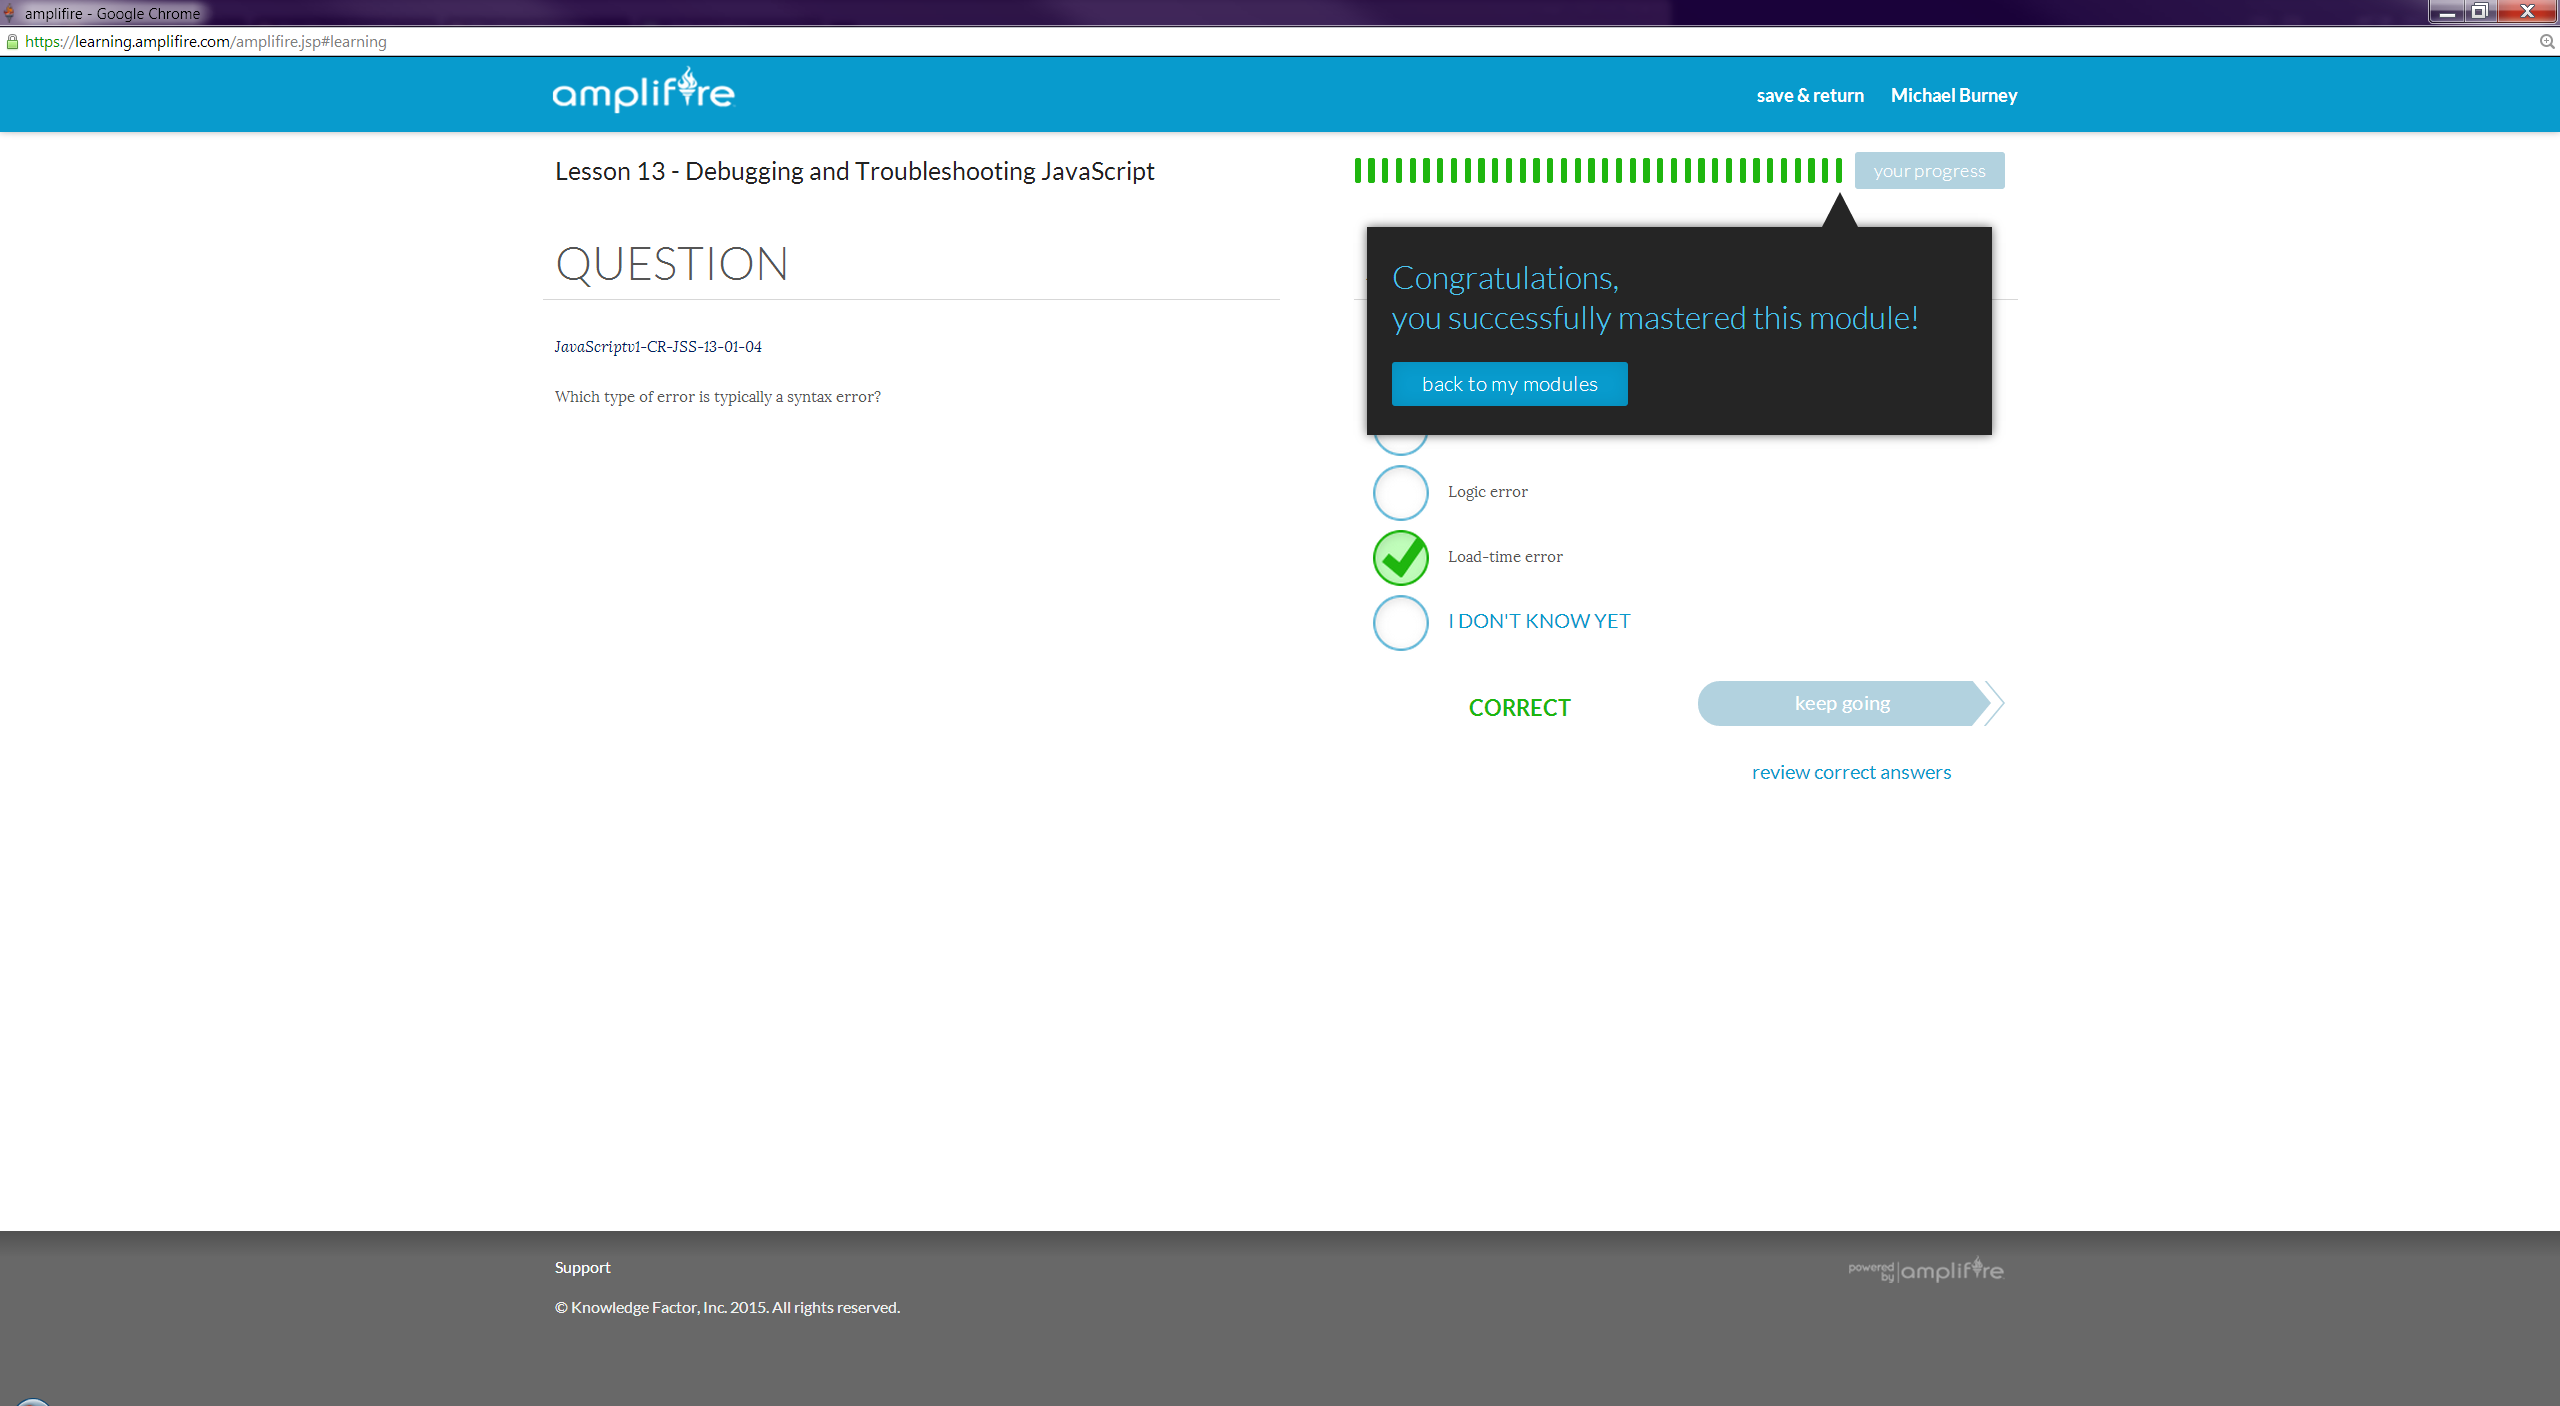 amplifire - Google Chrome
https://learning.amplifire.com/amplifire.jsp#learning
amplifire
save & return Michael Burney
Lesson 13 - Debugging and Troubleshooting JavaScript
your progress
QUESTION
Congratulations,
you successfully mastered this module!
back to my modules
JavaScriptv1-CR-JSS-13-01-04
Which type of error is typically a syntax error?
Logic error
Load-time error
I DON'T KNOW YET
CORRECT
keep going
review correct answers
Support
powered by amplifire
© Knowledge Factor, Inc. 2015. All rights reserved.